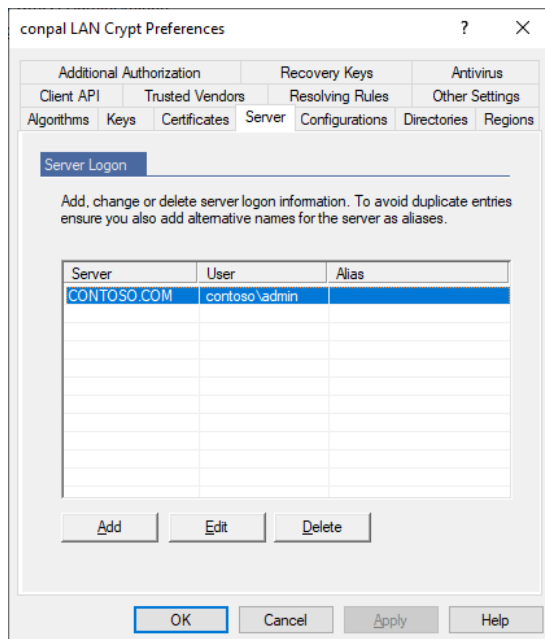 conpal LAN Crypt Preferences
?
Additional Authorization Recovery Keys Antivirus
Client API Trusted Vendors Resolving Rules Other Settings
Algorithms Keys Certificates Server Configurations Directories Regions
Server Logon
Add, change or delete server logon information. To avoid duplicate entries
ensure you also add alternative names for the server as aliases.
Server User Alias
CONTOSO.COM contoso\admin
Add Edit Delete
OK Cancel Apply Help